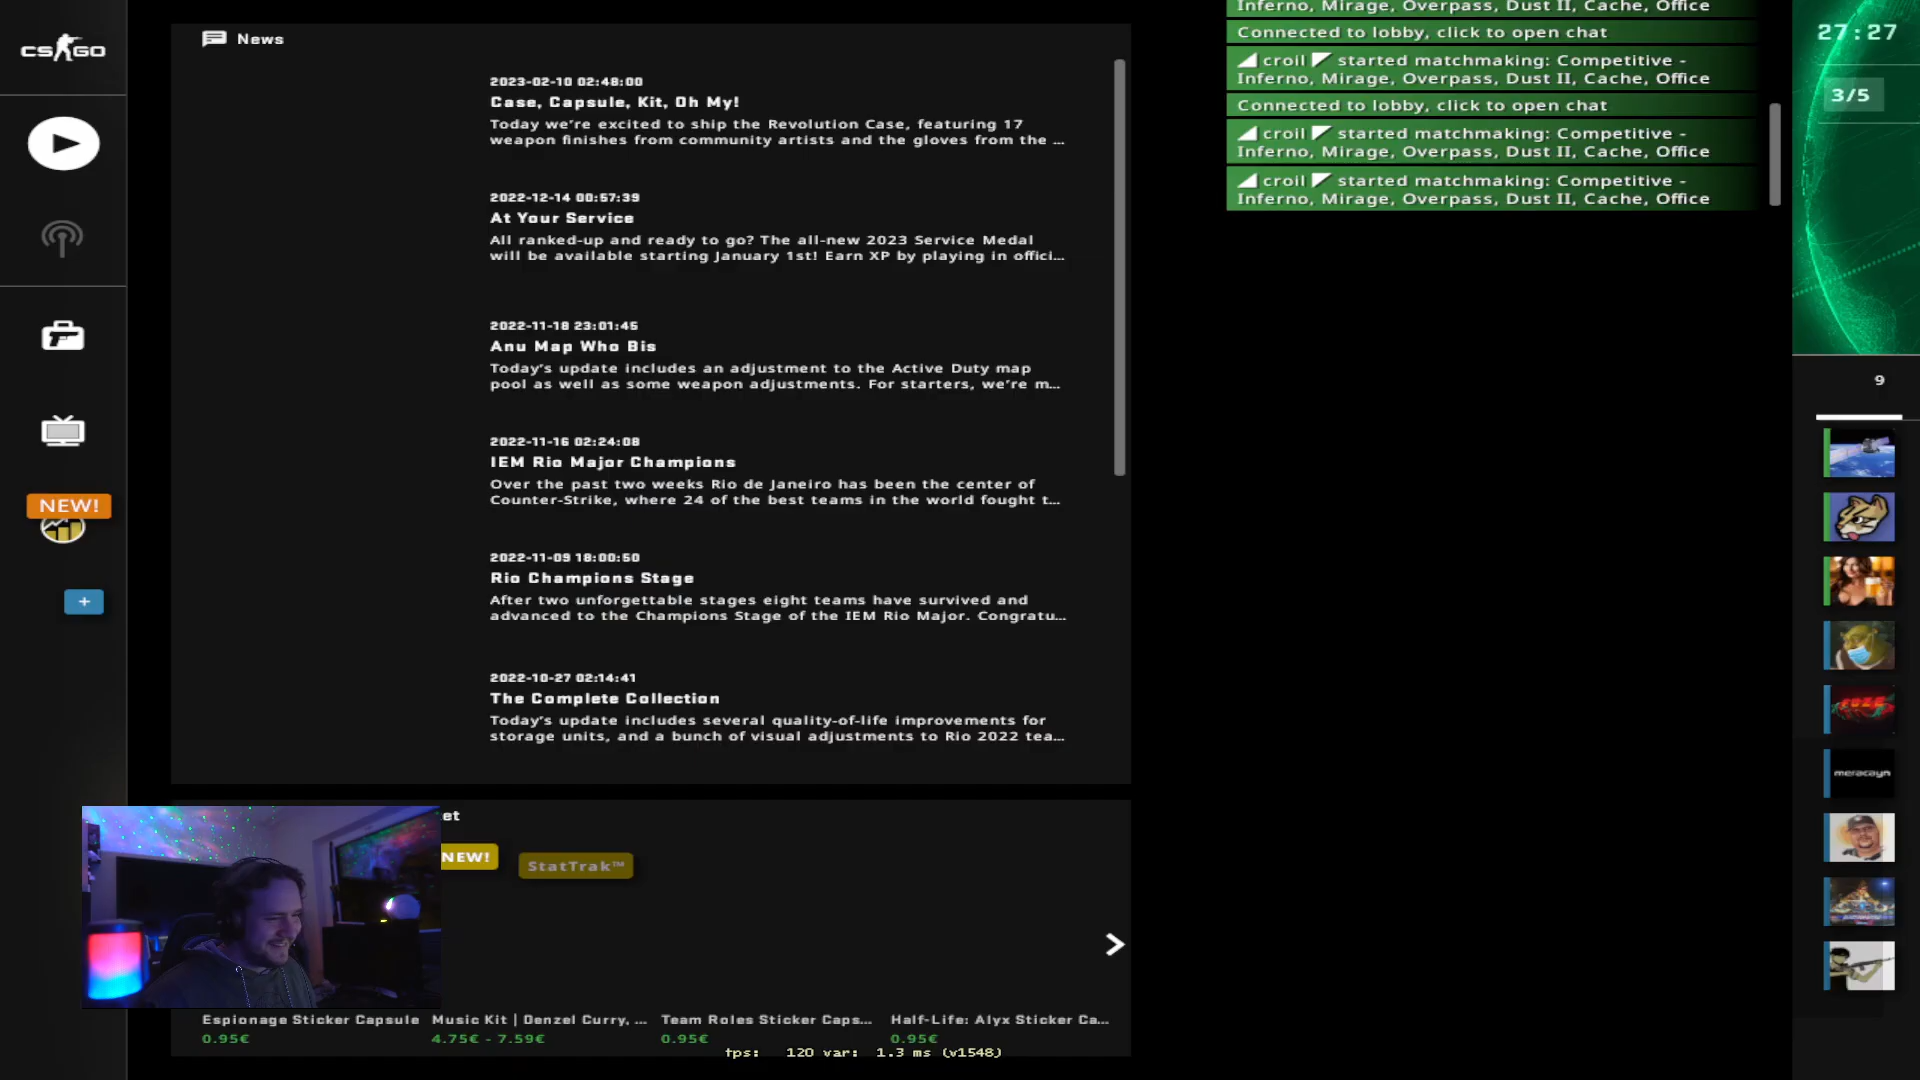 CS GO
News
2023-02-10 02:48:00
Case, Capsule, Kit, Oh My!
Today we're excited to ship the Revolution Case, featuring 17
weapon finishes from community artists and the gloves from the ...
2022-12-14 00:57:39
At Your Service
All ranked-up and ready to go? The all-new 2023 Service Medal
will be available starting January 1st! Earn XP by playing in offici...
2022-11-18 23:01:45
Anu Map Who Bis
Today's update includes an adjustment to the Active Duty map
pool as well as some weapon adjustments. For starters, we're m...
2022-11-16 02:24:08
IEM Rio Major Champions
Over the past two weeks Rio de Janeiro has been the center of
Counter-Strike, where 24 of the best teams in the world fought t...
2022-11-09 18:00:50
Rio Champions Stage
After two unforgettable stages eight teams have survived and
advanced to the Champions Stage of the IEM Rio Major. Congratu...
2022-10-27 02:14:41
The Complete Collection
Today's update includes several quality-of-life improvements for
storage units, and a bunch of visual adjustments to Rio 2022 tea...
NEW!
+
et
NEW!
StatTrak™
Espionage Sticker Capsule
0.95€
Music Kit | Denzel Curry, ...
4.75€ - 7.59€
Team Roles Sticker Caps...
0.95€
Half-Life: Alyx Sticker Ca...
0.95€
fps: 120 var: 1.3 ms (v1548)
Inferno, Mirage, Overpass, Dust II, Cache, Office
Connected to lobby, click to open chat
◢ croil ◤ started matchmaking: Competitive -
Inferno, Mirage, Overpass, Dust II, Cache, Office
Connected to lobby, click to open chat
◢ croil ◤ started matchmaking: Competitive -
Inferno, Mirage, Overpass, Dust II, Cache, Office
◢ croil ◤ started matchmaking: Competitive -
Inferno, Mirage, Overpass, Dust II, Cache, Office
27:27
3/5
9
meracayn